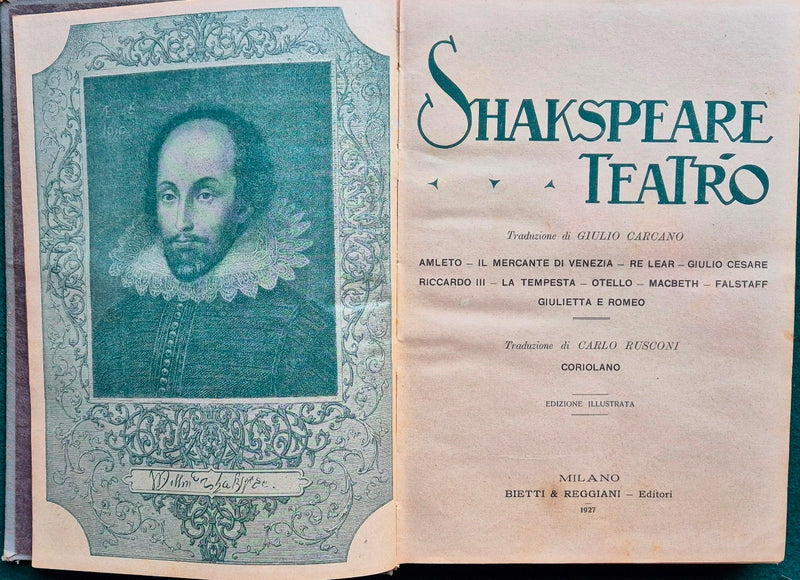 SHAKSPEARE
TEATRO
Traduzione di GIULIO CARCANO
AMLETO – IL MERCANTE DI VENEZIA – RE LEAR – GIULIO CESARE
RICCARDO III – LA TEMPESTA – OTELLO – MACBETH – FALSTAFF
GIULIETTA E ROMEO
Traduzione di CARLO RUSCONI
CORIOLANO
EDIZIONE ILLUSTRATA
MILANO
BIETTI & REGGIANI – Editori
1927